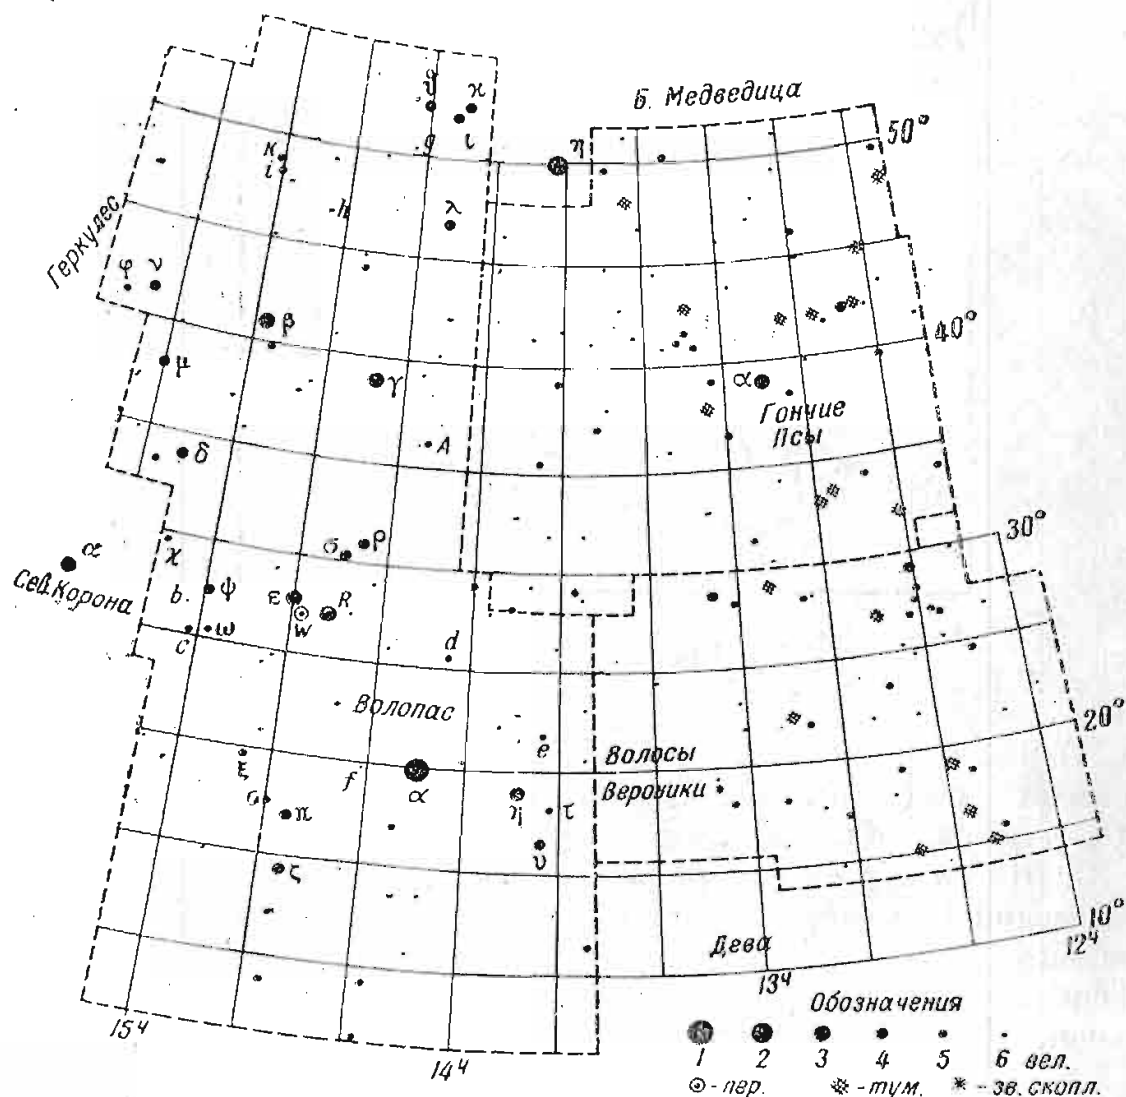 Б. Медведица
ϑ ϰ
g ι
η
50°
κ
i
h
λ
Геркулес
φ ν
β
40°
μ
γ
α
Гончие
Псы
A
δ
30°
χ
σ ρ
α
Сев. Корона
b ψ
ε R
W
c ω
d
Волопас
20°
e
Волосы
Вероники
ξ
f
α
η τ
ο π
υ
ζ
10°
12ч
Дева
13ч
15ч
14ч
Обозначения
1 2 3 4 5 6 вел.
- пер. - тум. - зв. скопл.